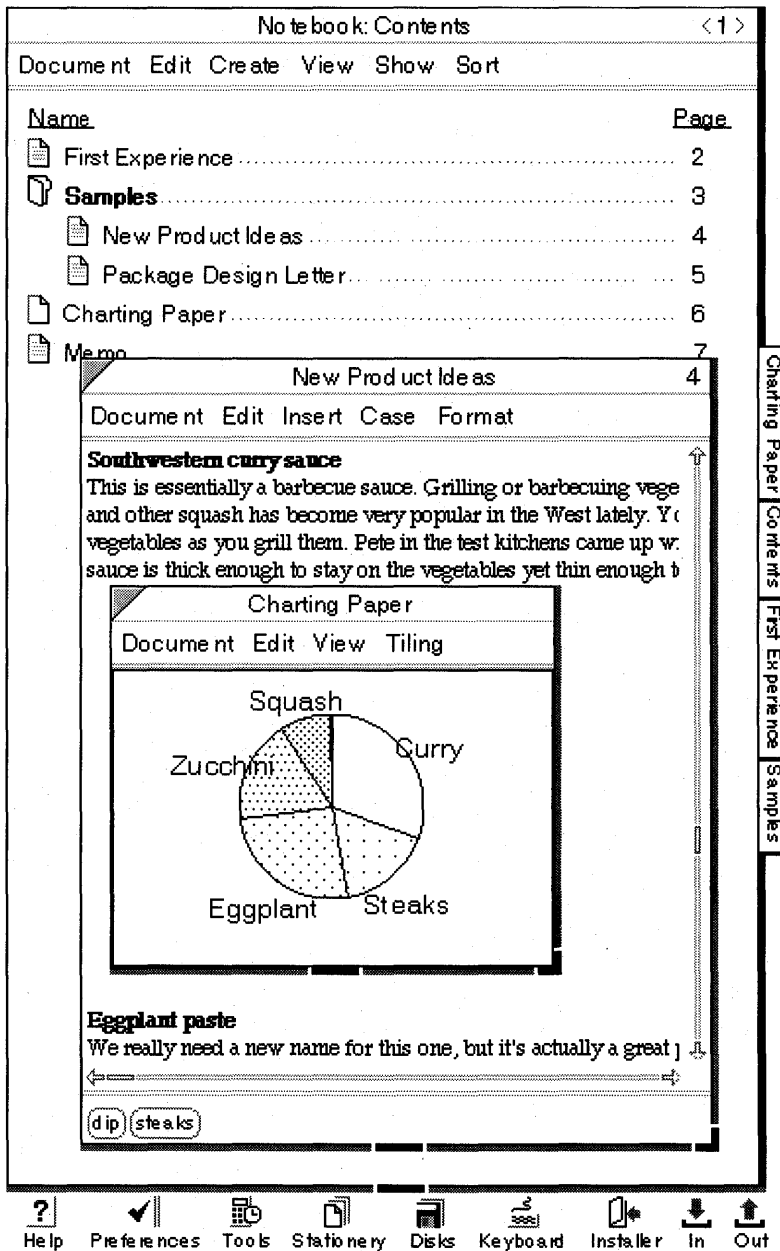 Notebook: Contents <1>
Document Edit Create View Show Sort
Name Page
First Experience 2
Samples 3
New Product Ideas 4
Package Design Letter 5
Charting Paper 6
Memo 7
New Product Ideas 4
Document Edit Insert Case Format
Southwestern curry sauce
This is essentially a barbecue sauce. Grilling or barbecuing vege
and other squash has become very popular in the West lately. Yo
vegetables as you grill them. Pete in the test kitchens came up
sauce is thick enough to stay on the vegetables yet thin enough
Charting Paper
Document Edit View Tiling
Squash
Curry
Zucchini
Eggplant
Steaks
Eggplant paste
We really need a new name for this one, but it's actually a great
dip steaks
Charting Paper
Contents
First Experience
Samples
? 
Help Preferences Tools Stationery Disks Keyboard Installer In Out